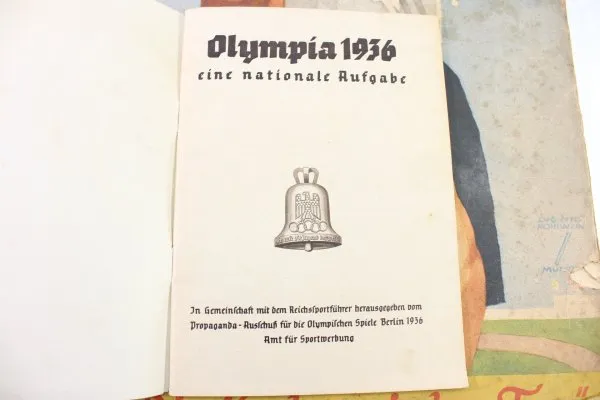 Olympia 1936
eine nationale Aufgabe
In Gemeinschaft mit dem Reichssportführer herausgegeben vom
Propaganda-Ausschuß für die Olympischen Spiele Berlin 1936
Amt für Sportwerbung